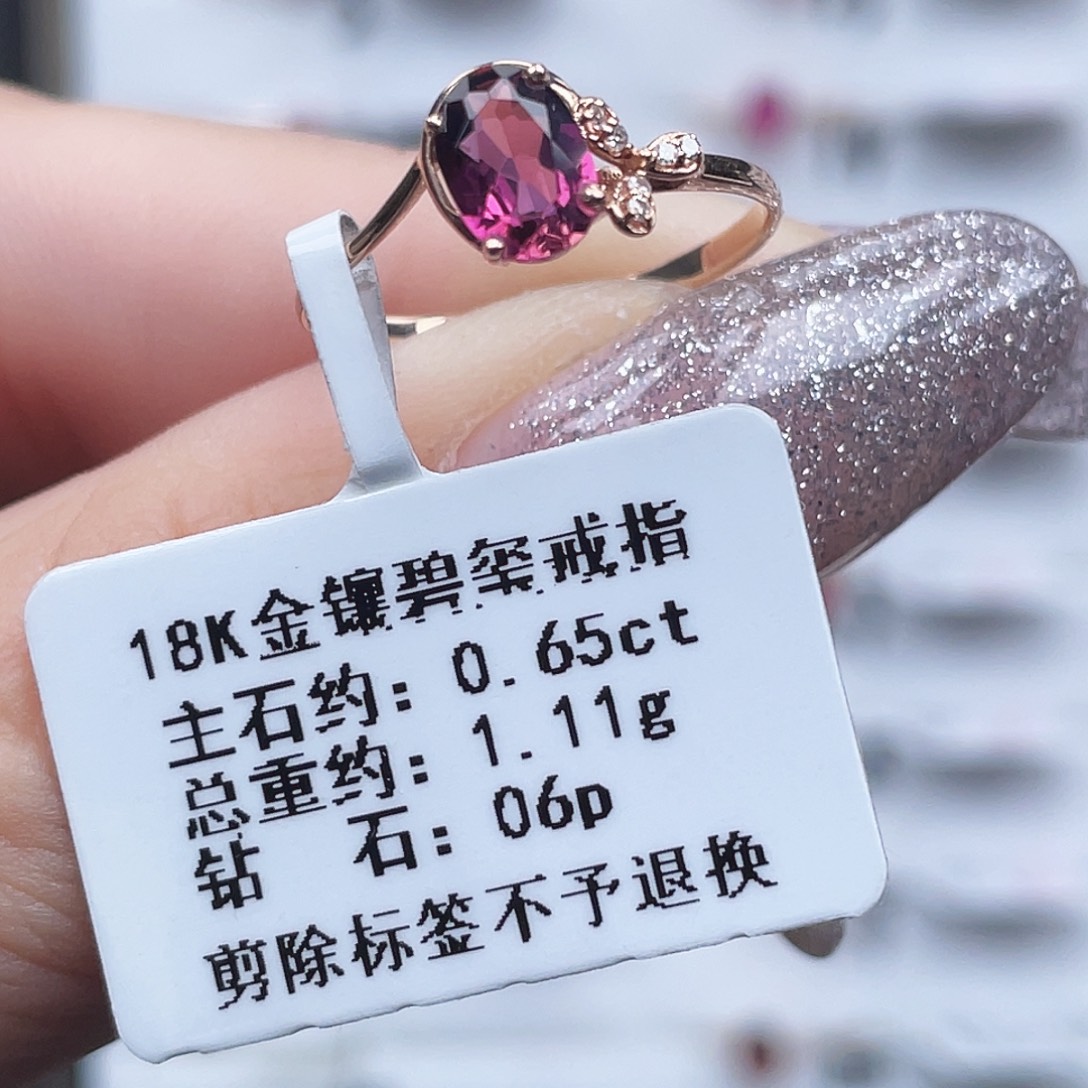 18K金镶碧玺戒指
主石约：0.65ct
总重约：1.11g
钻 石：06p
剪除标签不予退换